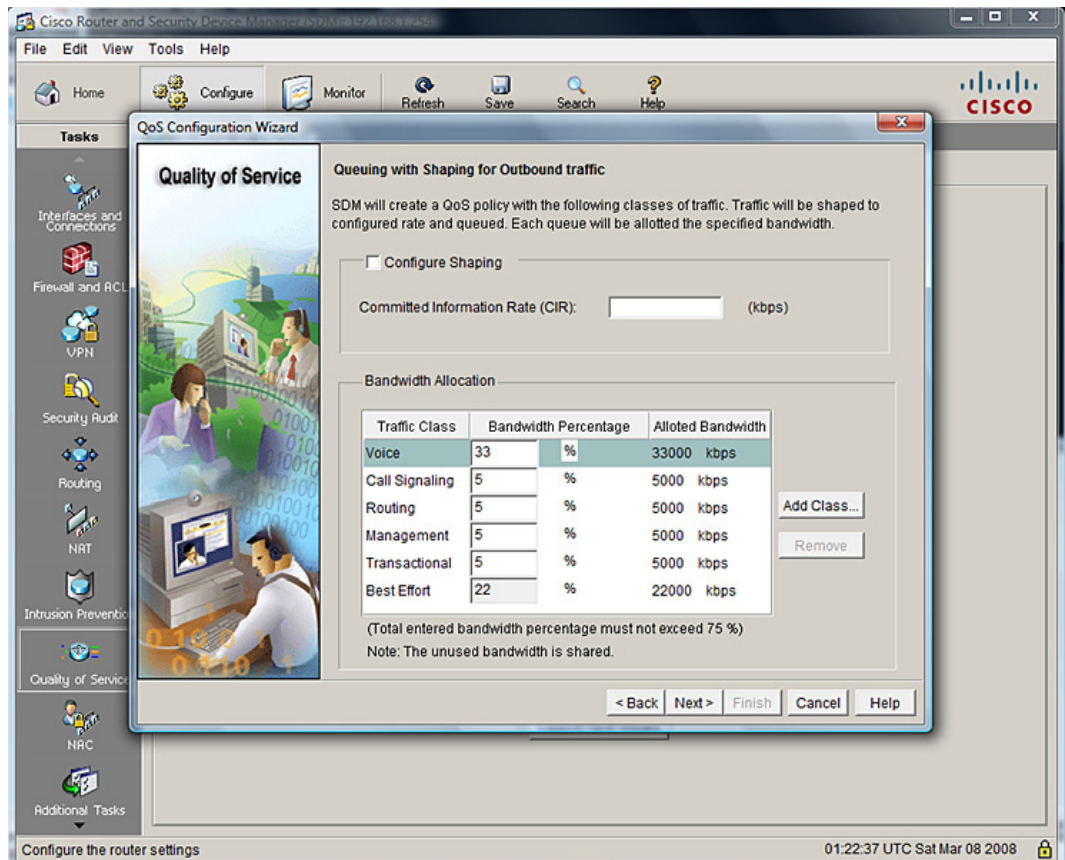 Cisco Router and Security Device Manager (SDM): 192.168.1.254
File Edit View Tools Help
Home Configure Monitor Refresh Save Search Help
CISCO
Tasks
Interfaces and Connections
Firewall and ACL
VPN
Security Audit
Routing
NAT
Intrusion Preventio
Quality of Service
NAC
Additional Tasks
QoS Configuration Wizard
Quality of Service
Queuing with Shaping for Outbound traffic
SDM will create a QoS policy with the following classes of traffic. Traffic will be shaped to
configured rate and queued. Each queue will be allotted the specified bandwidth.
Configure Shaping
Committed Information Rate (CIR): (kbps)
Bandwidth Allocation
Traffic Class Bandwidth Percentage Alloted Bandwidth
Voice 33 % 33000 kbps
Call Signaling 5 % 5000 kbps
Routing 5 % 5000 kbps
Management 5 % 5000 kbps
Transactional 5 % 5000 kbps
Best Effort 22 % 22000 kbps
Add Class...
Remove
(Total entered bandwidth percentage must not exceed 75 %)
Note: The unused bandwidth is shared.
< Back Next > Finish Cancel Help
Configure the router settings 01:22:37 UTC Sat Mar 08 2008